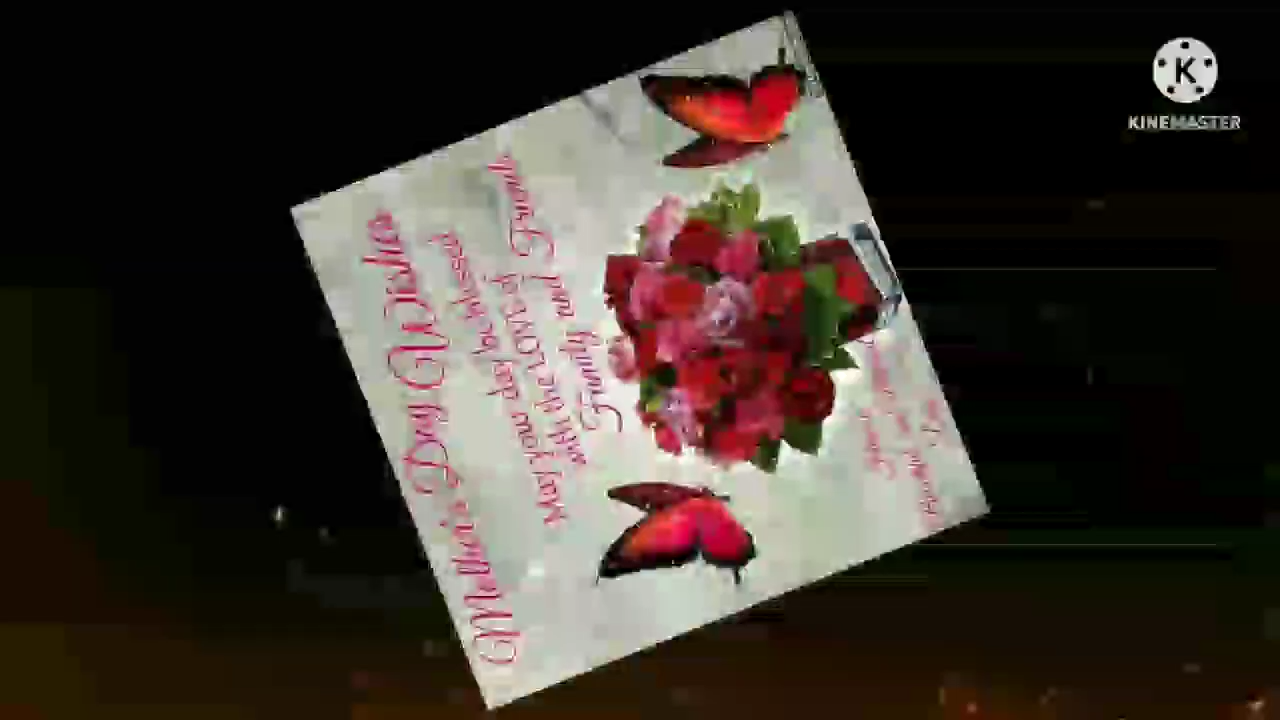 Mother's Day Wishes
May your day be blessed
with the LOVE of
Family and Friends
KINEMASTER